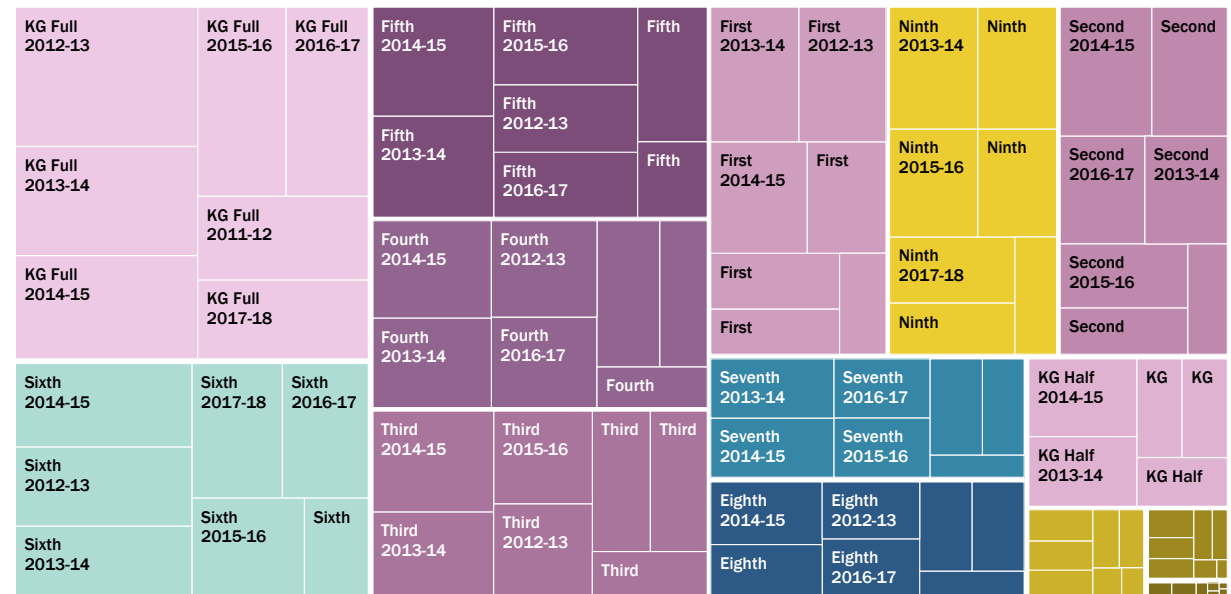 KG Full
2012-13
KG Full
2013-14
KG Full
2014-15
KG Full
2015-16
KG Full
2016-17
KG Full
2011-12
KG Full
2017-18
Sixth
2014-15
Sixth
2012-13
Sixth
2013-14
Sixth
2017-18
Sixth
2016-17
Sixth
2015-16
Sixth
Fifth
2014-15
Fifth
2013-14
Fifth
2015-16
Fifth
2012-13
Fifth
2016-17
Fifth
Fifth
Fourth
2014-15
Fourth
2013-14
Fourth
2012-13
Fourth
2016-17
Fourth
Third
2014-15
Third
2013-14
Third
2015-16
Third
2012-13
Third
Third
Third
First
2013-14
First
2012-13
First
2014-15
First
First
First
Ninth
2013-14
Ninth
Ninth
2015-16
Ninth
Ninth
2017-18
Ninth
Second
2014-15
Second
Second
2016-17
Second
2013-14
Second
2015-16
Second
Seventh
2013-14
Seventh
2016-17
Seventh
2014-15
Seventh
2015-16
Eighth
2014-15
Eighth
Eighth
2012-13
Eighth
2016-17
KG Half
2014-15
KG Half
2013-14
KG
KG
KG Half